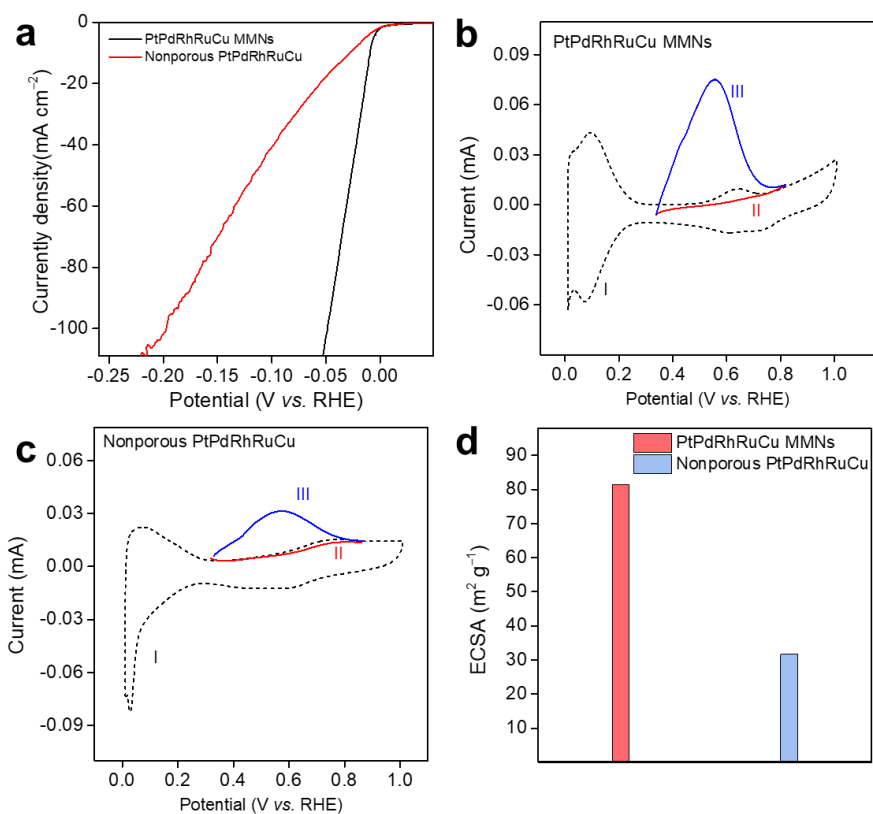 a
PtPdRhRuCu MMNs
Nonporous PtPdRhRuCu
Currently density(mA cm⁻²)
0
-20
-40
-60
-80
-100
-0.25 -0.20 -0.15 -0.10 -0.05 0.00
Potential (V vs. RHE)
b
PtPdRhRuCu MMNs
Current (mA)
0.09
0.06
0.03
0.00
-0.03
-0.06
III
II
I
0.0 0.2 0.4 0.6 0.8 1.0
Potential (V vs. RHE)
c
Nonporous PtPdRhRuCu
Current (mA)
0.06
0.03
0.00
-0.03
-0.06
-0.09
III
II
I
0.0 0.2 0.4 0.6 0.8 1.0
Potential (V vs. RHE)
d
PtPdRhRuCu MMNs
Nonporous PtPdRhRuCu
ECSA (m² g⁻¹)
90
80
70
60
50
40
30
20
10